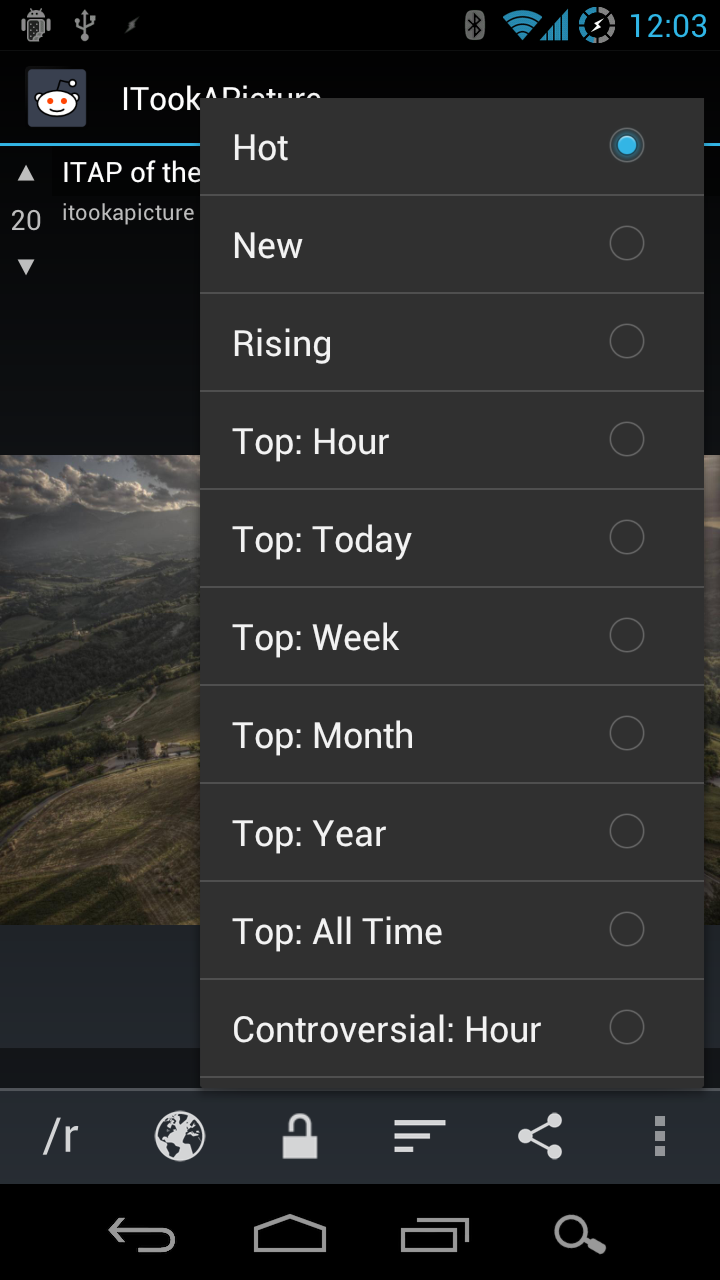 12:03
ITookAPicture
Hot
ITAP of the
20
itookapicture
New
Rising
Top: Hour
Top: Today
Top: Week
Top: Month
Top: Year
Top: All Time
Controversial: Hour
/r